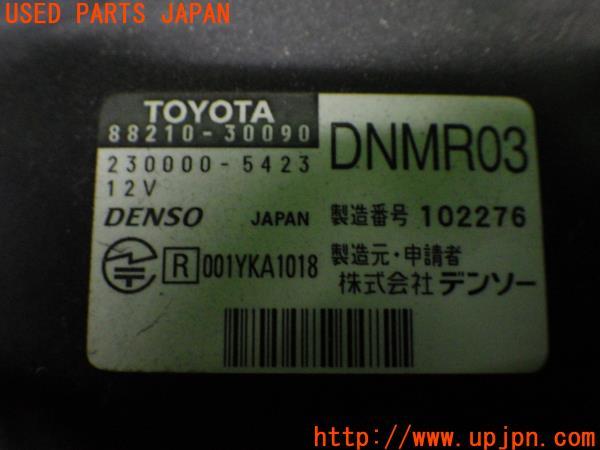 USED PARTS JAPAN
TOYOTA
88210-30090
DNMR03
230000-5423
12V
DENSO JAPAN
製造番号 102276
R 001YKA1018
製造元・申請者
株式会社 デンソー
http://www.upjpn.com/